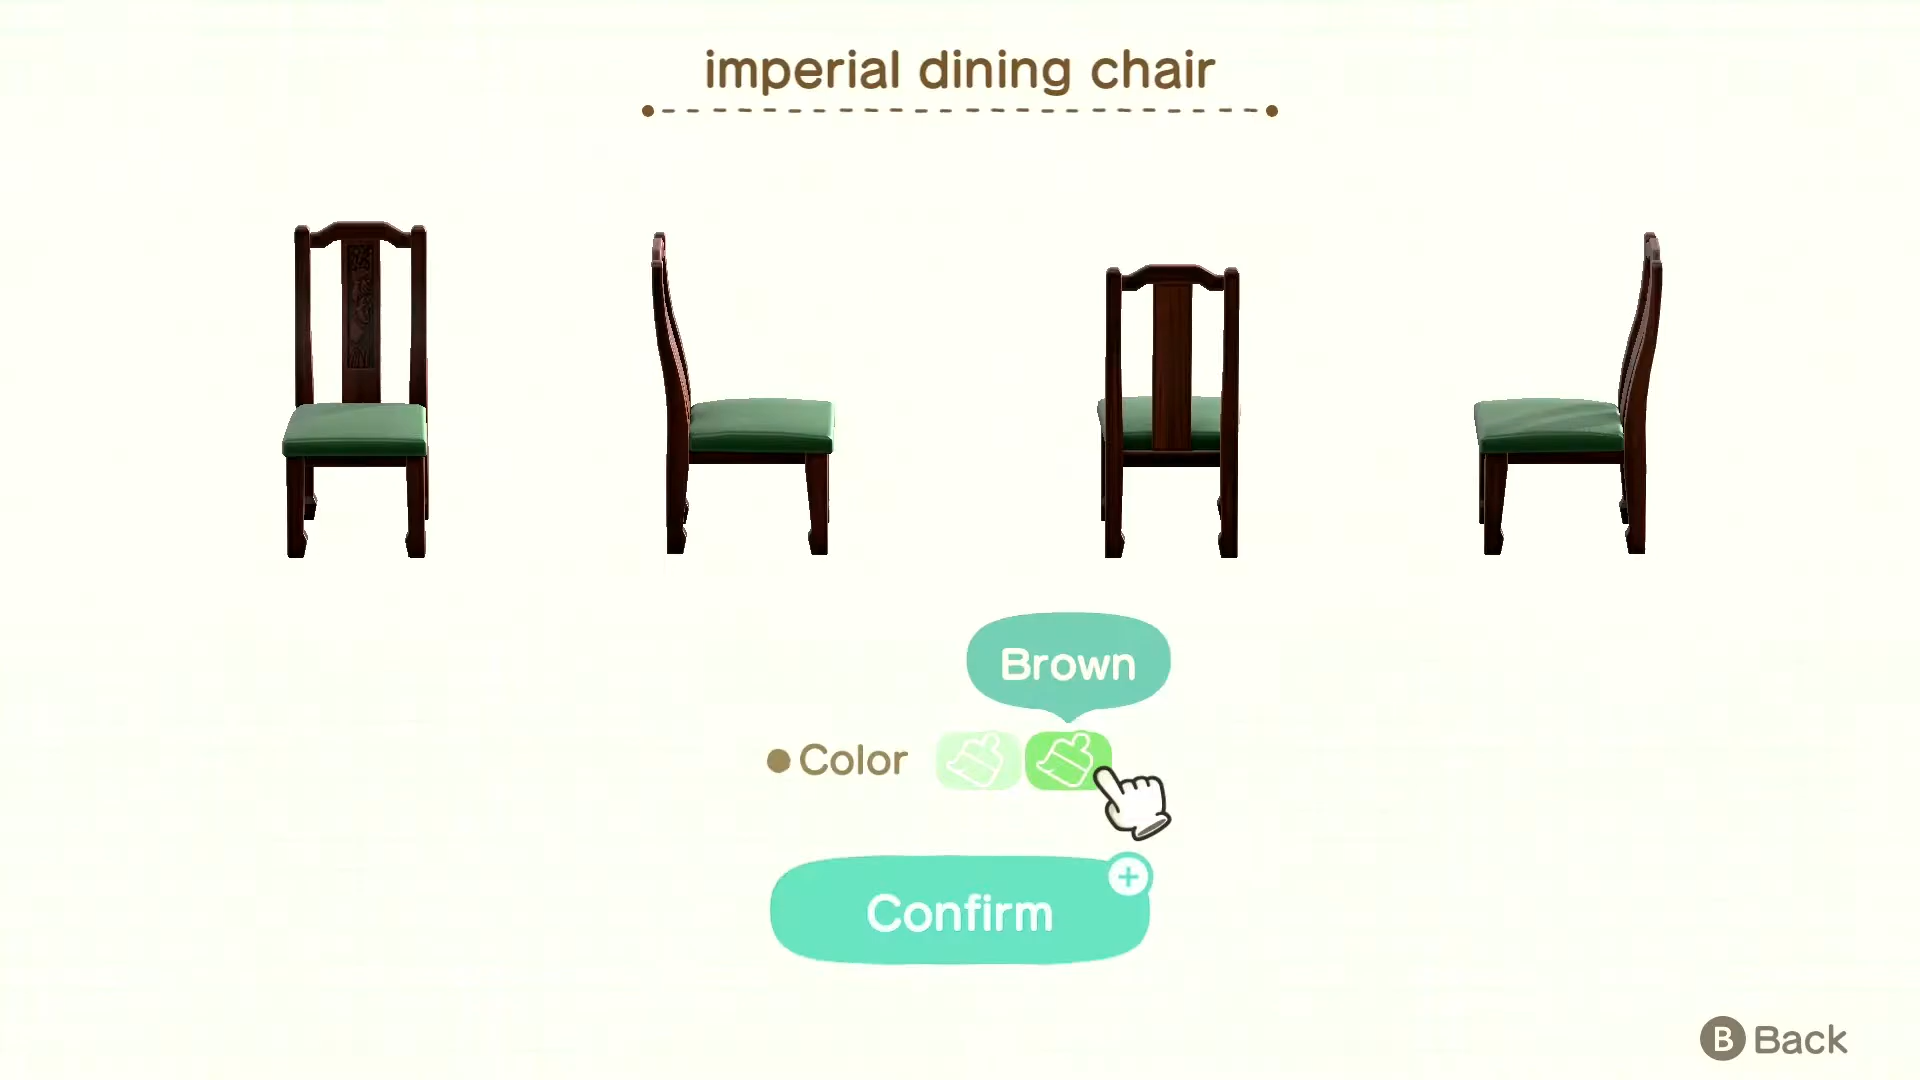 imperial dining chair
Brown
Color
Confirm
B Back